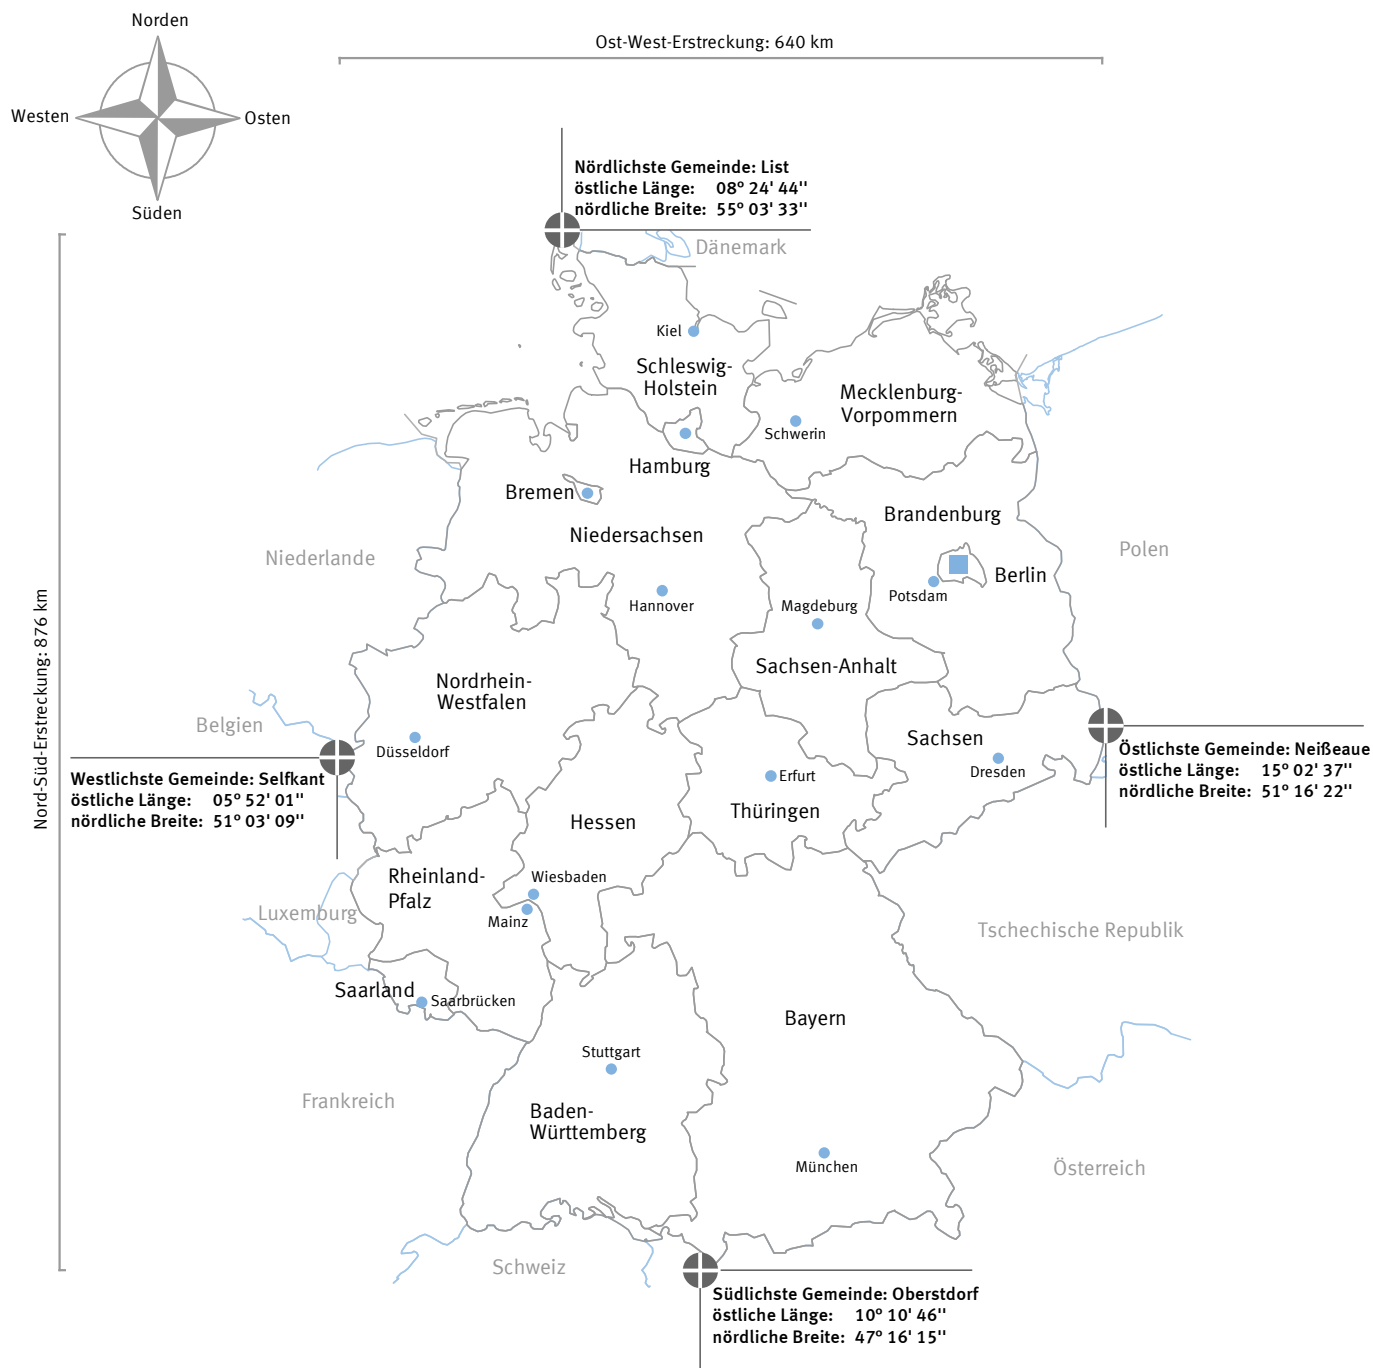 Norden
Ost-West-Erstreckung: 640 km
Westen
Osten
Süden
Nördlichste Gemeinde: List
östliche Länge: 08° 24' 44''
nördliche Breite: 55° 03' 33''
Dänemark
Kiel
Schleswig-
Holstein
Mecklenburg-
Vorpommern
Schwerin
Hamburg
Bremen
Brandenburg
Niedersachsen
Niederlande
Polen
Berlin
Potsdam
Hannover
Magdeburg
Nord-Süd-Erstreckung: 876 km
Sachsen-Anhalt
Nordrhein-
Westfalen
Belgien
Düsseldorf
Sachsen
Dresden
Östlichste Gemeinde: Neißeaue
östliche Länge: 15° 02' 37''
nördliche Breite: 51° 16' 22''
Westlichste Gemeinde: Selfkant
östliche Länge: 05° 52' 01''
nördliche Breite: 51° 03' 09''
Erfurt
Thüringen
Hessen
Rheinland-
Pfalz
Wiesbaden
Mainz
Luxemburg
Tschechische Republik
Saarland
Saarbrücken
Bayern
Stuttgart
Frankreich
Baden-
Württemberg
München
Österreich
Schweiz
Südlichste Gemeinde: Oberstdorf
östliche Länge: 10° 10' 46''
nördliche Breite: 47° 16' 15''